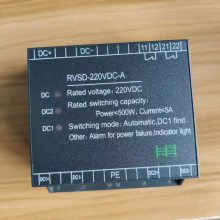 DC+ DC- 11 12 21 22
RVSD-220VDC-A
DC Rated voltage: 220VDC
Rated switching capacity:
DC2 Power<500W, Current≤5A
DC1 Switching mode: Automatic,DC1 first
Other: Alarm for power failure,Indicator light
PE